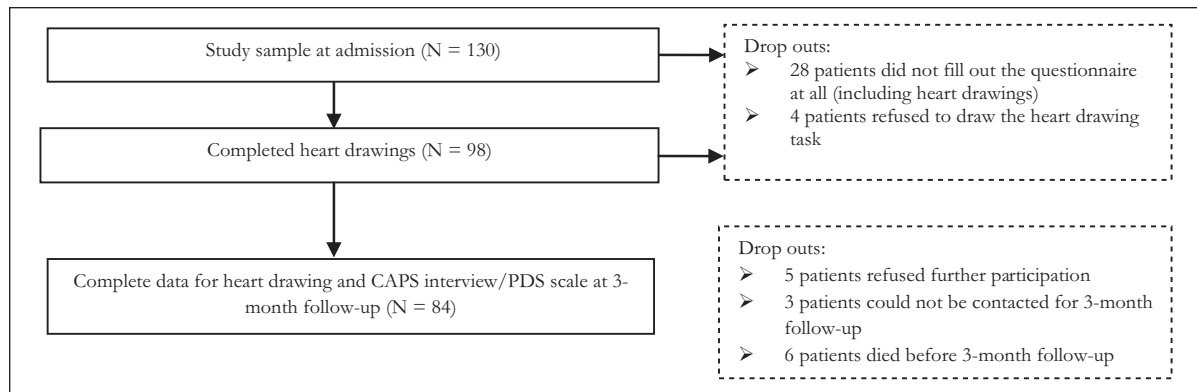 Study sample at admission (N = 130)
Drop outs:
➢ 28 patients did not fill out the questionnaire
at all (including heart drawings)
➢ 4 patients refused to draw the heart drawing
task
Completed heart drawings (N = 98)
Drop outs:
➢ 5 patients refused further participation
➢ 3 patients could not be contacted for 3-month
follow-up
➢ 6 patients died before 3-month follow-up
Complete data for heart drawing and CAPS interview/PDS scale at 3-
month follow-up (N = 84)